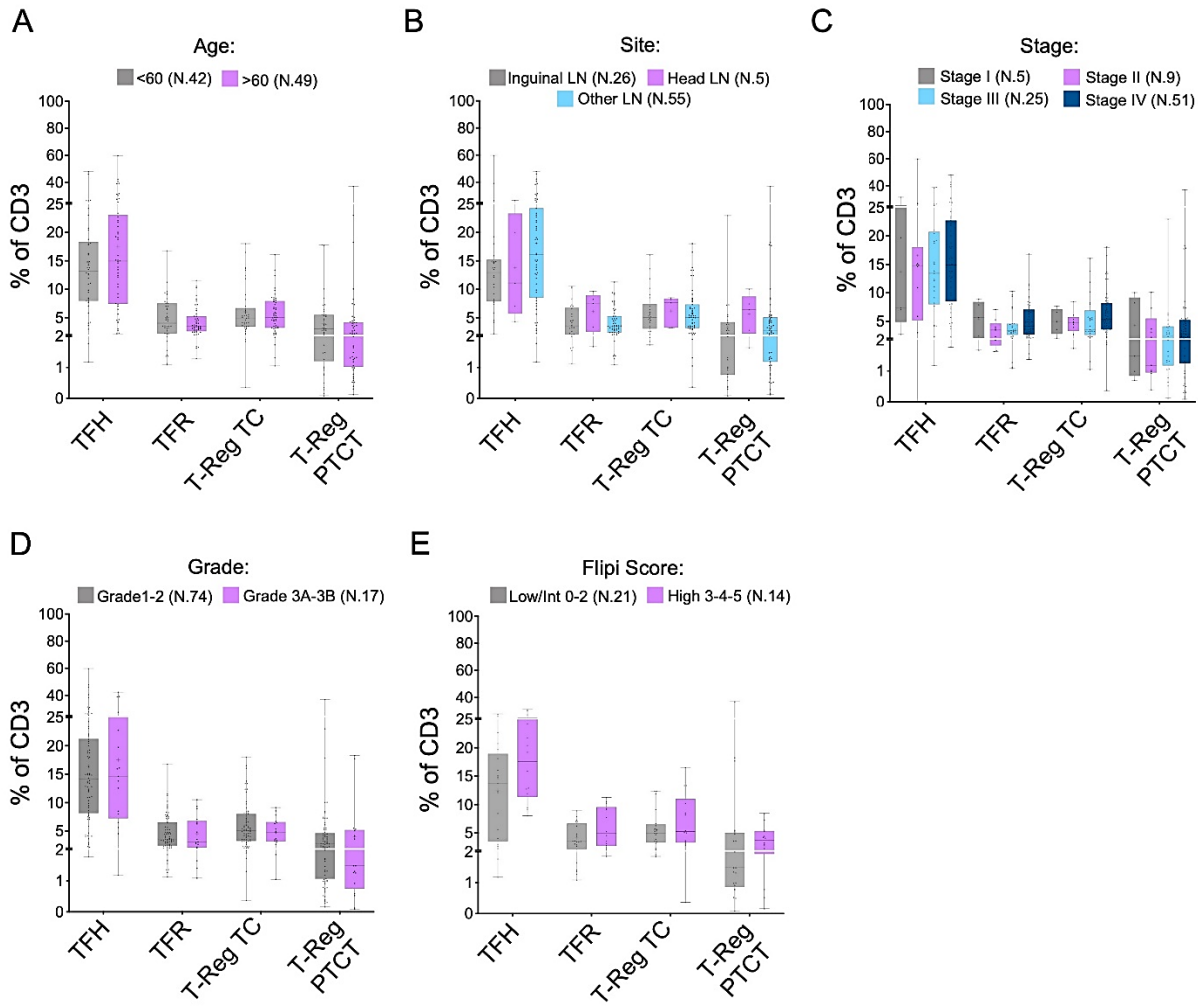 A
Age:
<60 (N.42) >60 (N.49)
% of CD3
100
80
60
40
25
20
15
10
5
2
1
0
TFH
TFR
T-Reg TC
T-Reg
PTCT
B
Site:
Inguinal LN (N.26) Head LN (N.5)
Other LN (N.55)
% of CD3
100
80
60
40
25
20
15
10
5
2
1
0
TFH
TFR
T-Reg TC
T-Reg
PTCT
C
Stage:
Stage I (N.5) Stage II (N.9)
Stage III (N.25) Stage IV (N.51)
% of CD3
100
80
60
40
25
20
15
10
5
2
1
0
TFH
TFR
T-Reg TC
T-Reg
PTCT
D
Grade:
Grade1-2 (N.74) Grade 3A-3B (N.17)
% of CD3
100
80
60
40
25
20
15
10
5
2
1
0
TFH
TFR
T-Reg TC
T-Reg
PTCT
E
Flipi Score:
Low/Int 0-2 (N.21) High 3-4-5 (N.14)
% of CD3
100
80
60
40
25
20
15
10
5
2
1
0
TFH
TFR
T-Reg TC
T-Reg
PTCT